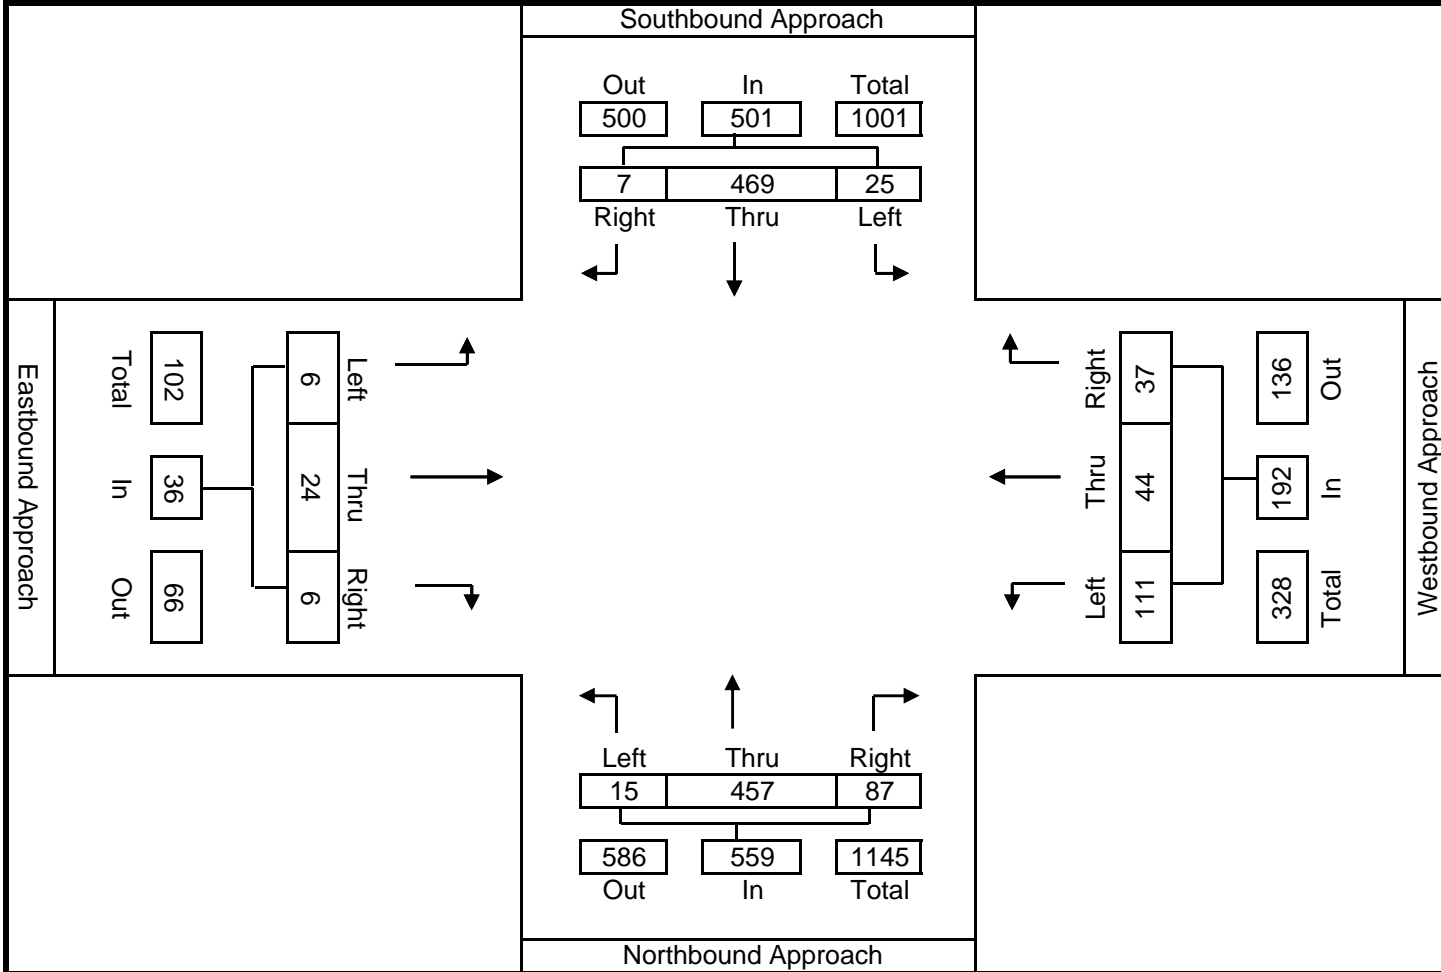 Southbound Approach
Out In Total
500 501 1001
7 469 25
Right Thru Left
Eastbound Approach
Total In Out
102 36 66
6 24 6
Left Thru Right
Right Thru Left
37 44 111
136 192 328
Out In Total
Westbound Approach
Left Thru Right
15 457 87
586 559 1145
Out In Total
Northbound Approach